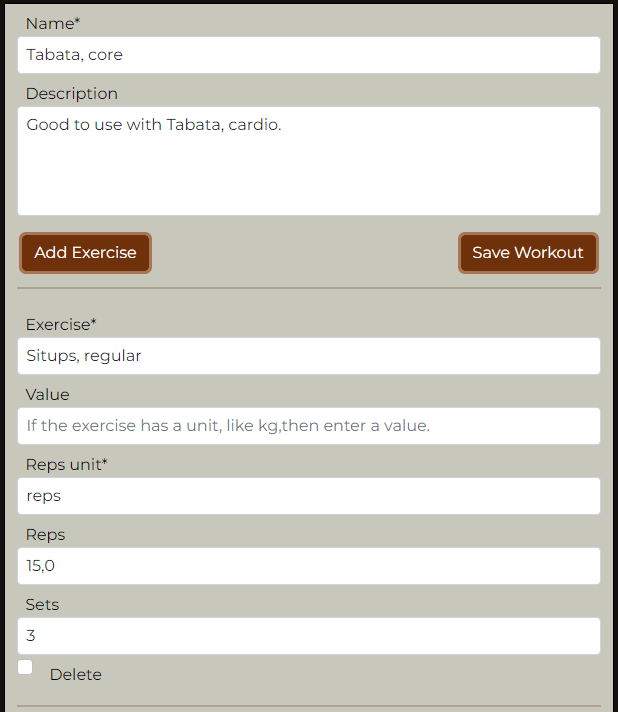 Name*
Tabata, core
Description
Good to use with Tabata, cardio.
Add Exercise
Save Workout
Exercise*
Situps, regular
Value
If the exercise has a unit, like kg,then enter a value.
Reps unit*
reps
Reps
15,0
Sets
3
Delete